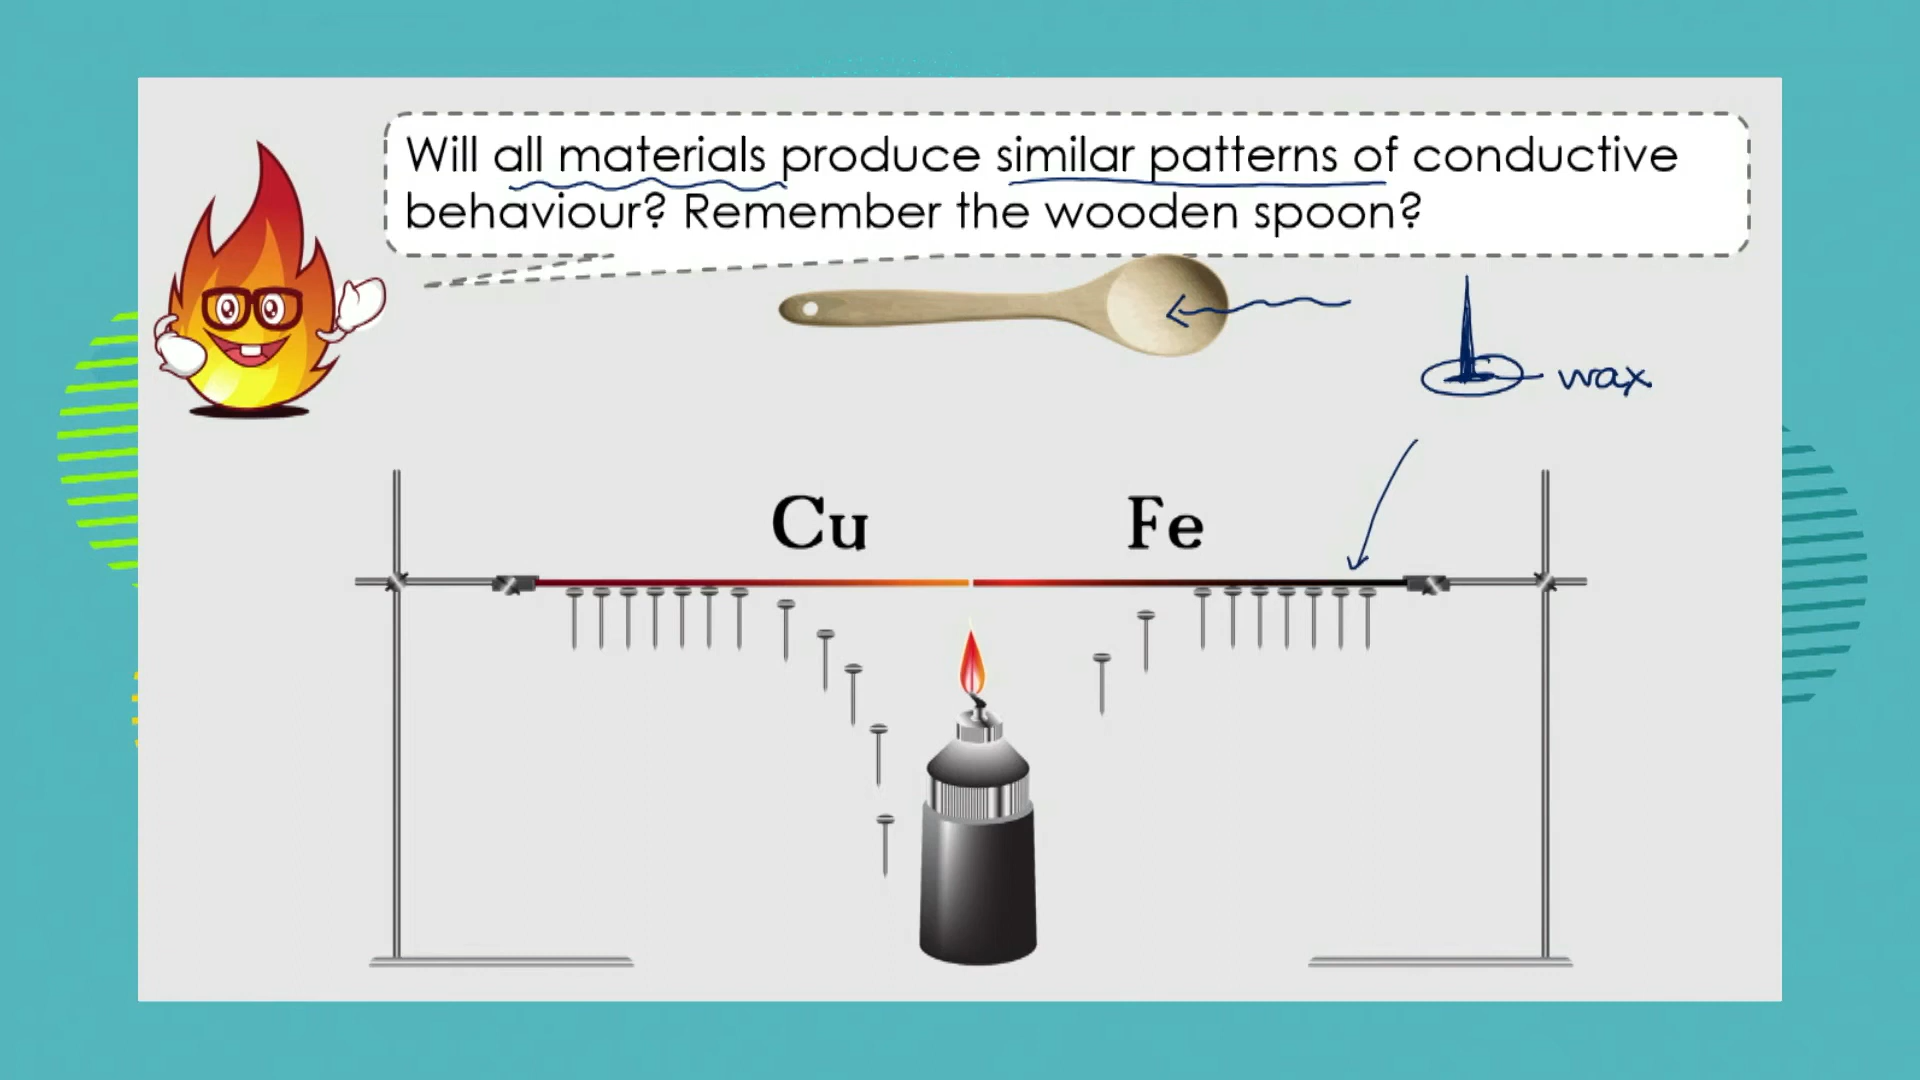 Will all materials produce similar patterns of conductive
behaviour? Remember the wooden spoon?
wax
Cu
Fe